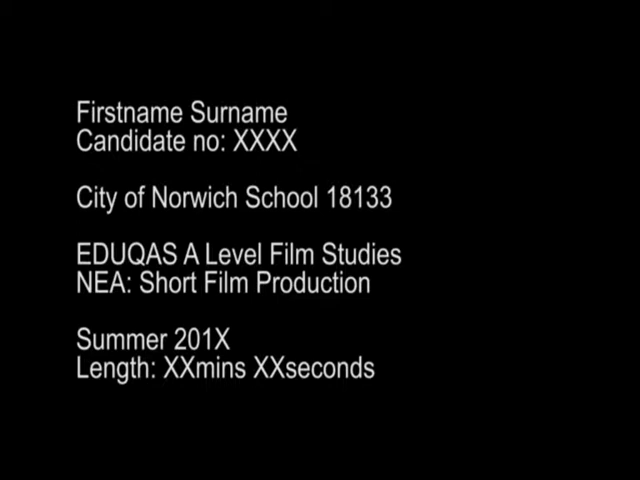 Firstname Surname
Candidate no: XXXX
City of Norwich School 18133
EDUQAS A Level Film Studies
NEA: Short Film Production
Summer 201X
Length: XXmins XXseconds